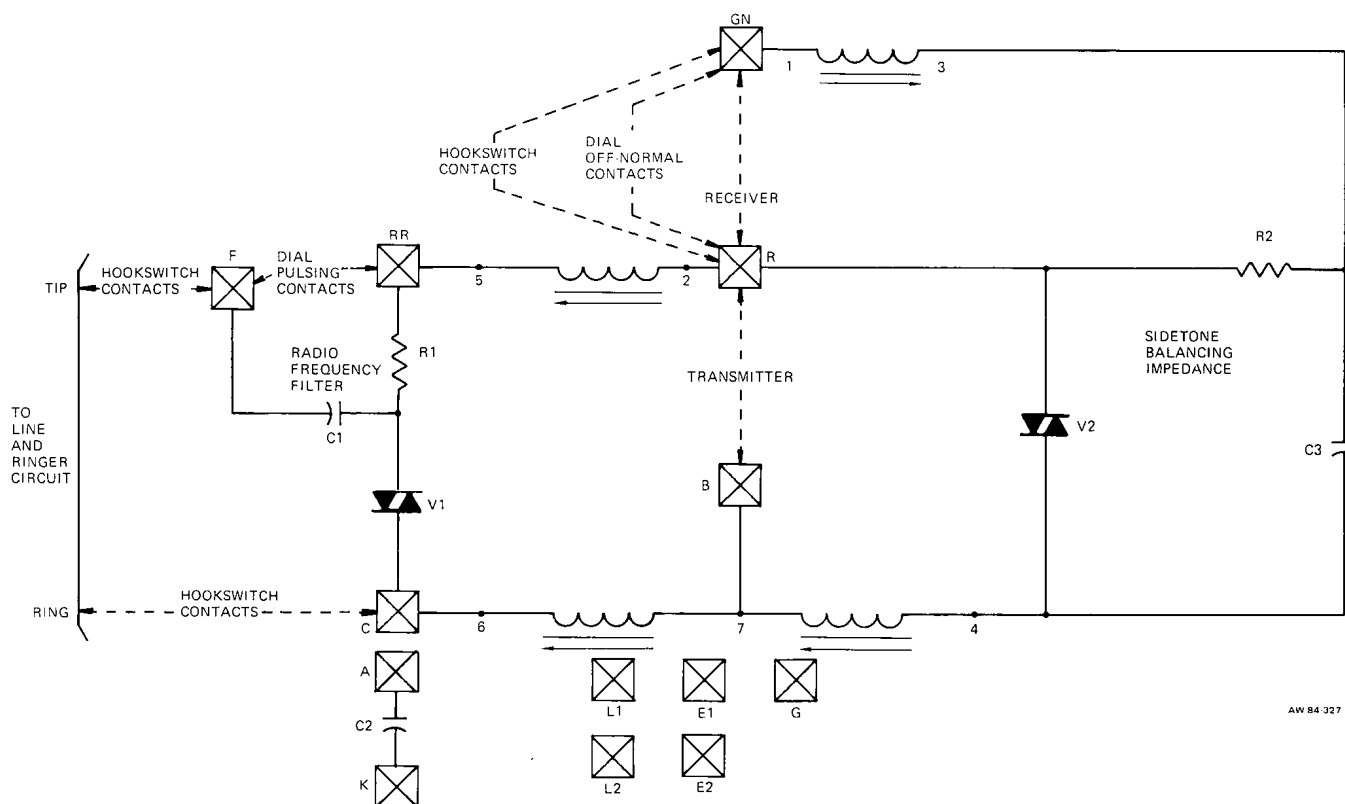 GN
1
3
HOOKSWITCH
CONTACTS
DIAL
OFF-NORMAL
CONTACTS
RECEIVER
F
HOOKSWITCH
CONTACTS
DIAL
PULSING
CONTACTS
RR
5
2
R
R2
TIP
RADIO
FREQUENCY
FILTER
C1
R1
TRANSMITTER
SIDETONE
BALANCING
IMPEDANCE
TO
LINE
AND
RINGER
CIRCUIT
V1
B
V2
C3
RING
HOOKSWITCH
CONTACTS
C
6
7
4
A
C2
K
L1
E1
G
L2
E2
AW 84-327